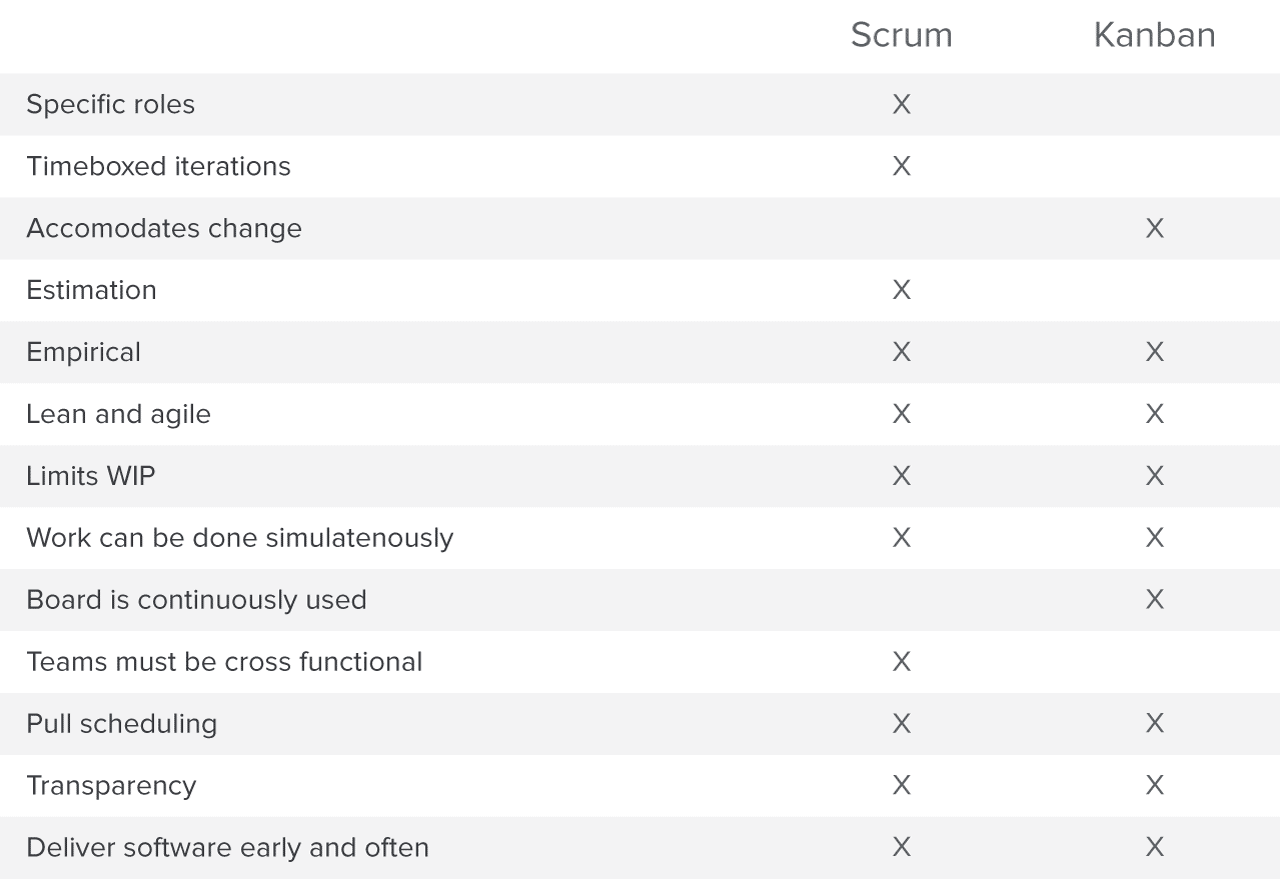 Scrum Kanban
Specific roles X
Timeboxed iterations X
Accomodates change X
Estimation X
Empirical X X
Lean and agile X X
Limits WIP X X
Work can be done simulatenously X X
Board is continuously used X
Teams must be cross functional X
Pull scheduling X X
Transparency X X
Deliver software early and often X X